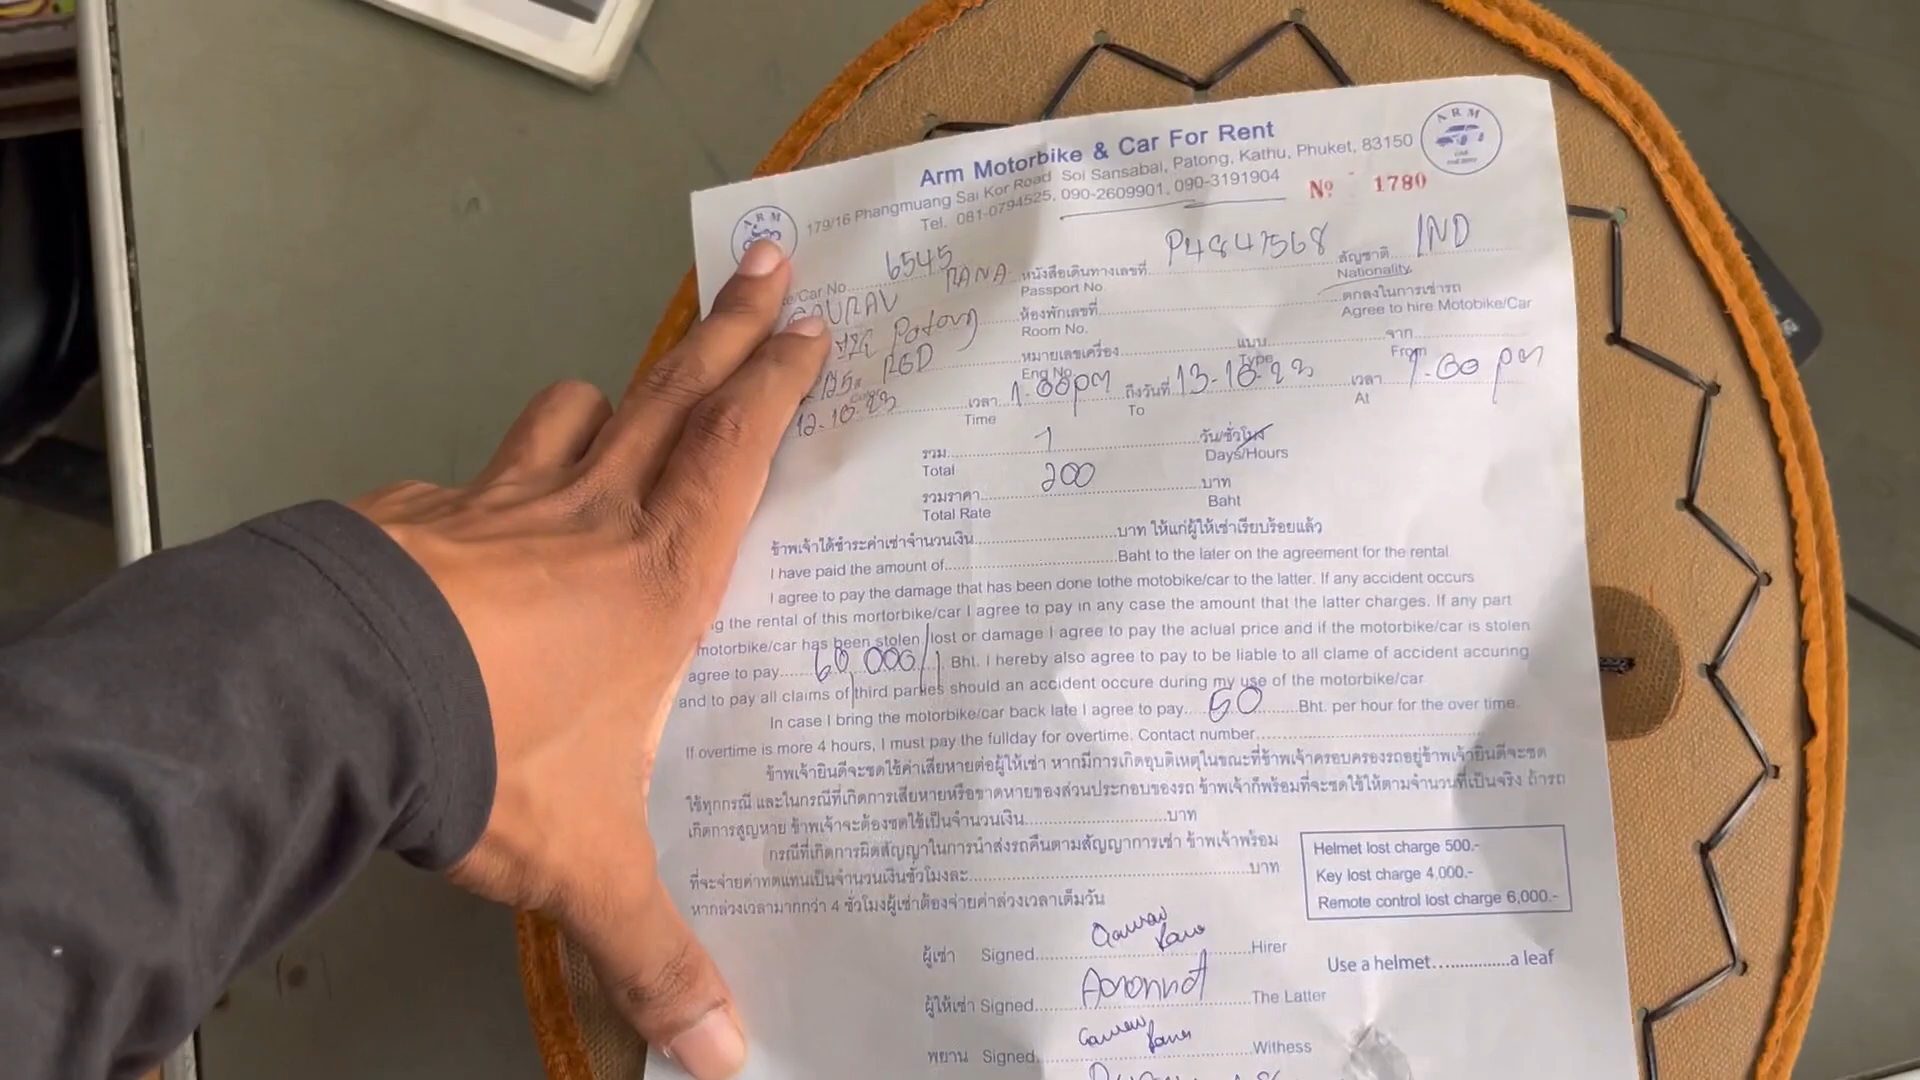 Arm Motorbike & Car For Rent
179/16 Phangmuang Sai Kor Road Soi Sansabai, Patong, Kathu, Phuket, 83150
Tel. 081-0794525, 090-2609901, 090-3191904
Nº 1780
ARM
ARM
/Car No. 6545 หนังสือเดินทางเลขที่ P4847568 สัญชาติ IND
Passport No. Nationality
RANA ห้องพักเลขที่ ตกลงในการเช่ารถ
Room No. Agree to hire Motobike/Car
Patong หมายเลขเครื่อง แบบ จาก
Eng No. Type From
RED
12-10-23 เวลา 1.00pm ถึงวันที่ 13-10-23 เวลา 1.00 pm
Time To At
รวม 1 วัน/ชั่วโมง
Total Days/Hours
รวมราคา 200 บาท
Total Rate Baht
ข้าพเจ้าได้ชำระค่าเช่าจำนวนเงิน บาท ให้แก่ผู้ให้เช่าเรียบร้อยแล้ว
I have paid the amount of Baht to the later on the agreement for the rental
I agree to pay the damage that has been done tothe motobike/car to the latter. If any accident occurs
g the rental of this mortorbike/car I agree to pay in any case the amount that the latter charges. If any part
motorbike/car has been stolen, lost or damage I agree to pay the aclual price and if the motorbike/car is stolen
agree to pay 60,000/ Bht. I hereby also agree to pay to be liable to all clame of accident accuring
and to pay all claims of third parties should an accident occure during my use of the motorbike/car
In case I bring the motorbike/car back late I agree to pay 60 Bht. per hour for the over time.
If overtime is more 4 hours, I must pay the fullday for overtime. Contact number
ข้าพเจ้ายินดีจะชดใช้ค่าเสียหายต่อผู้ให้เช่า หากมีการเกิดอุบติเหตุในขณะที่ข้าพเจ้าครอบครองรถอยู่ข้าพเจ้ายินดีจะชด
ใช้ทุกกรณี และในกรณีที่เกิดการเสียหายหรือขาดหายของส่วนประกอบของรถ ข้าพเจ้าก็พร้อมที่จะชดใช้ให้ตามจำนวนที่เป็นจริง ถ้ารถ
เกิดการสูญหาย ข้าพเจ้าจะต้องชดใช้เป็นจำนวนเงิน บาท
กรณีที่เกิดการผิดสัญญาในการนำส่งรถคืนตามสัญญาการเช่า ข้าพเจ้าพร้อม
ที่จะจ่ายค่าทดแทนเป็นจำนวนเงินชั่วโมงละ บาท
หากล่วงเวลามากกว่า 4 ชั่วโมงผู้เช่าต้องจ่ายค่าล่วงเวลาเต็มวัน
Helmet lost charge 500.-
Key lost charge 4,000.-
Remote control lost charge 6,000.-
ผู้เช่า Signed Hirer
Use a helmet a leaf
ผู้ให้เช่า Signed The Latter
พยาน Signed Withess